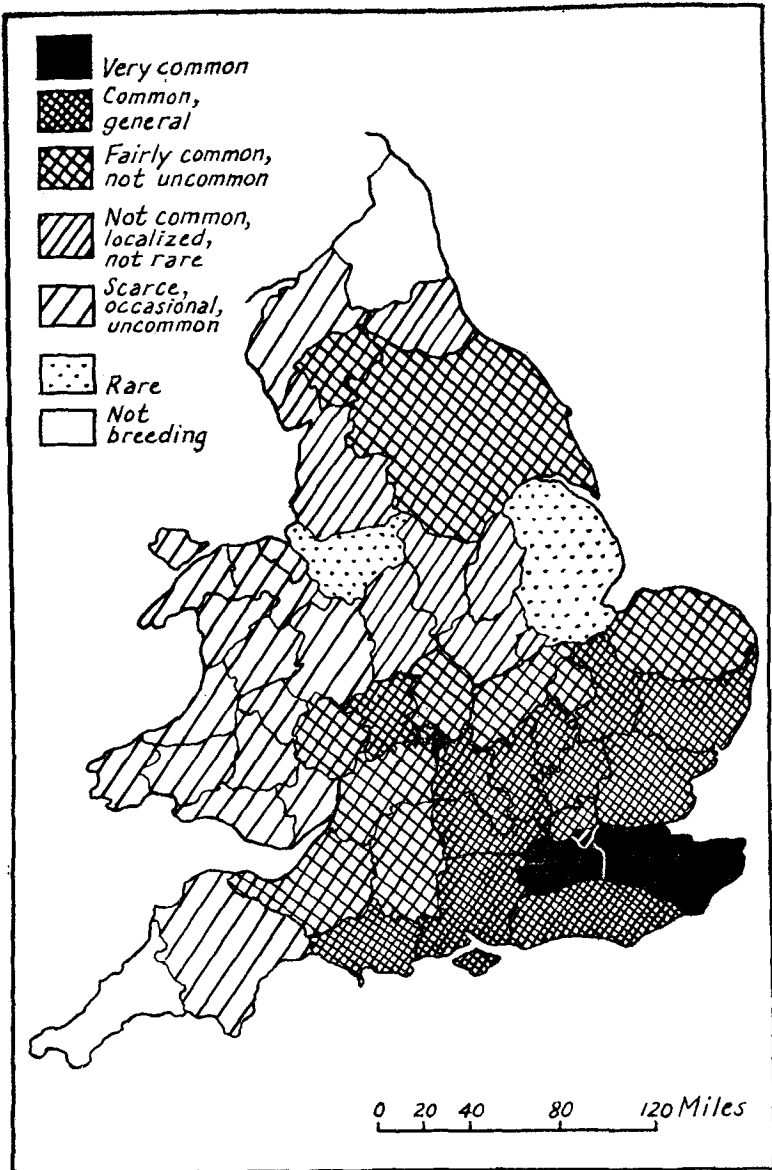 Very common
Common,
general
Fairly common,
not uncommon
Not common,
localized,
not rare
Scarce,
occasional,
uncommon
Rare
Not
breeding
0 20 40 80 120 Miles